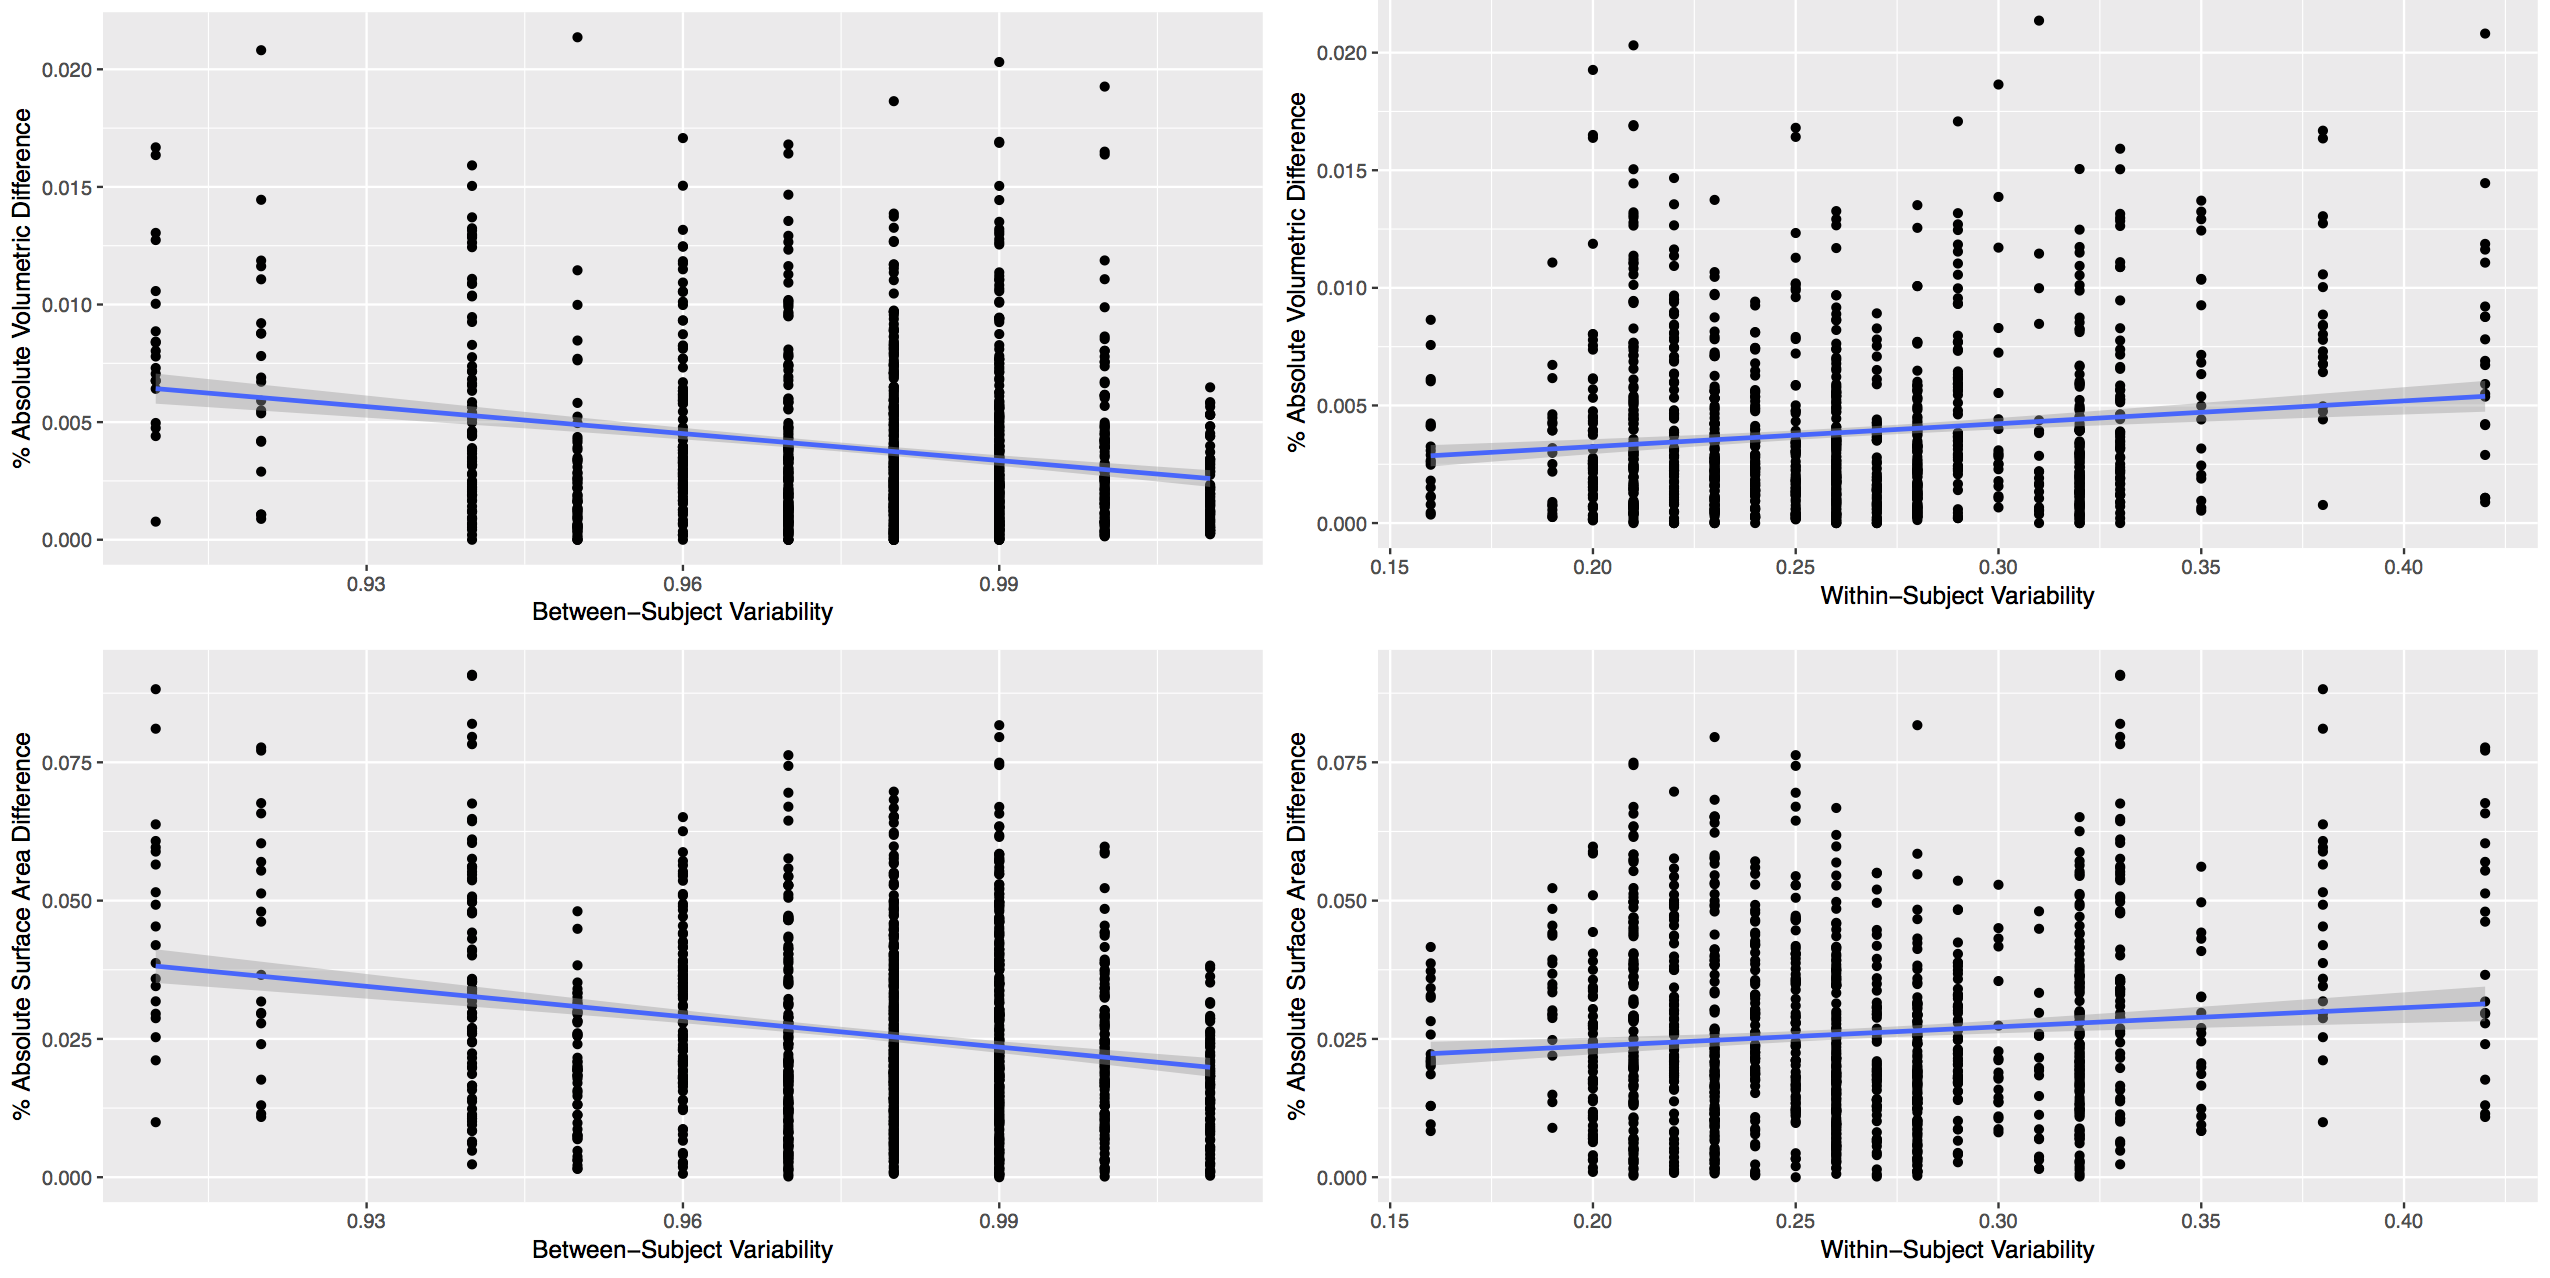 % Absolute Volumetric Difference
0.020
0.015
0.010
0.005
0.000
0.93 0.96 0.99
Between−Subject Variability
% Absolute Volumetric Difference
0.020
0.015
0.010
0.005
0.000
0.15 0.20 0.25 0.30 0.35 0.40
Within−Subject Variability
% Absolute Surface Area Difference
0.075
0.050
0.025
0.000
0.93 0.96 0.99
Between−Subject Variability
% Absolute Surface Area Difference
0.075
0.050
0.025
0.000
0.15 0.20 0.25 0.30 0.35 0.40
Within−Subject Variability